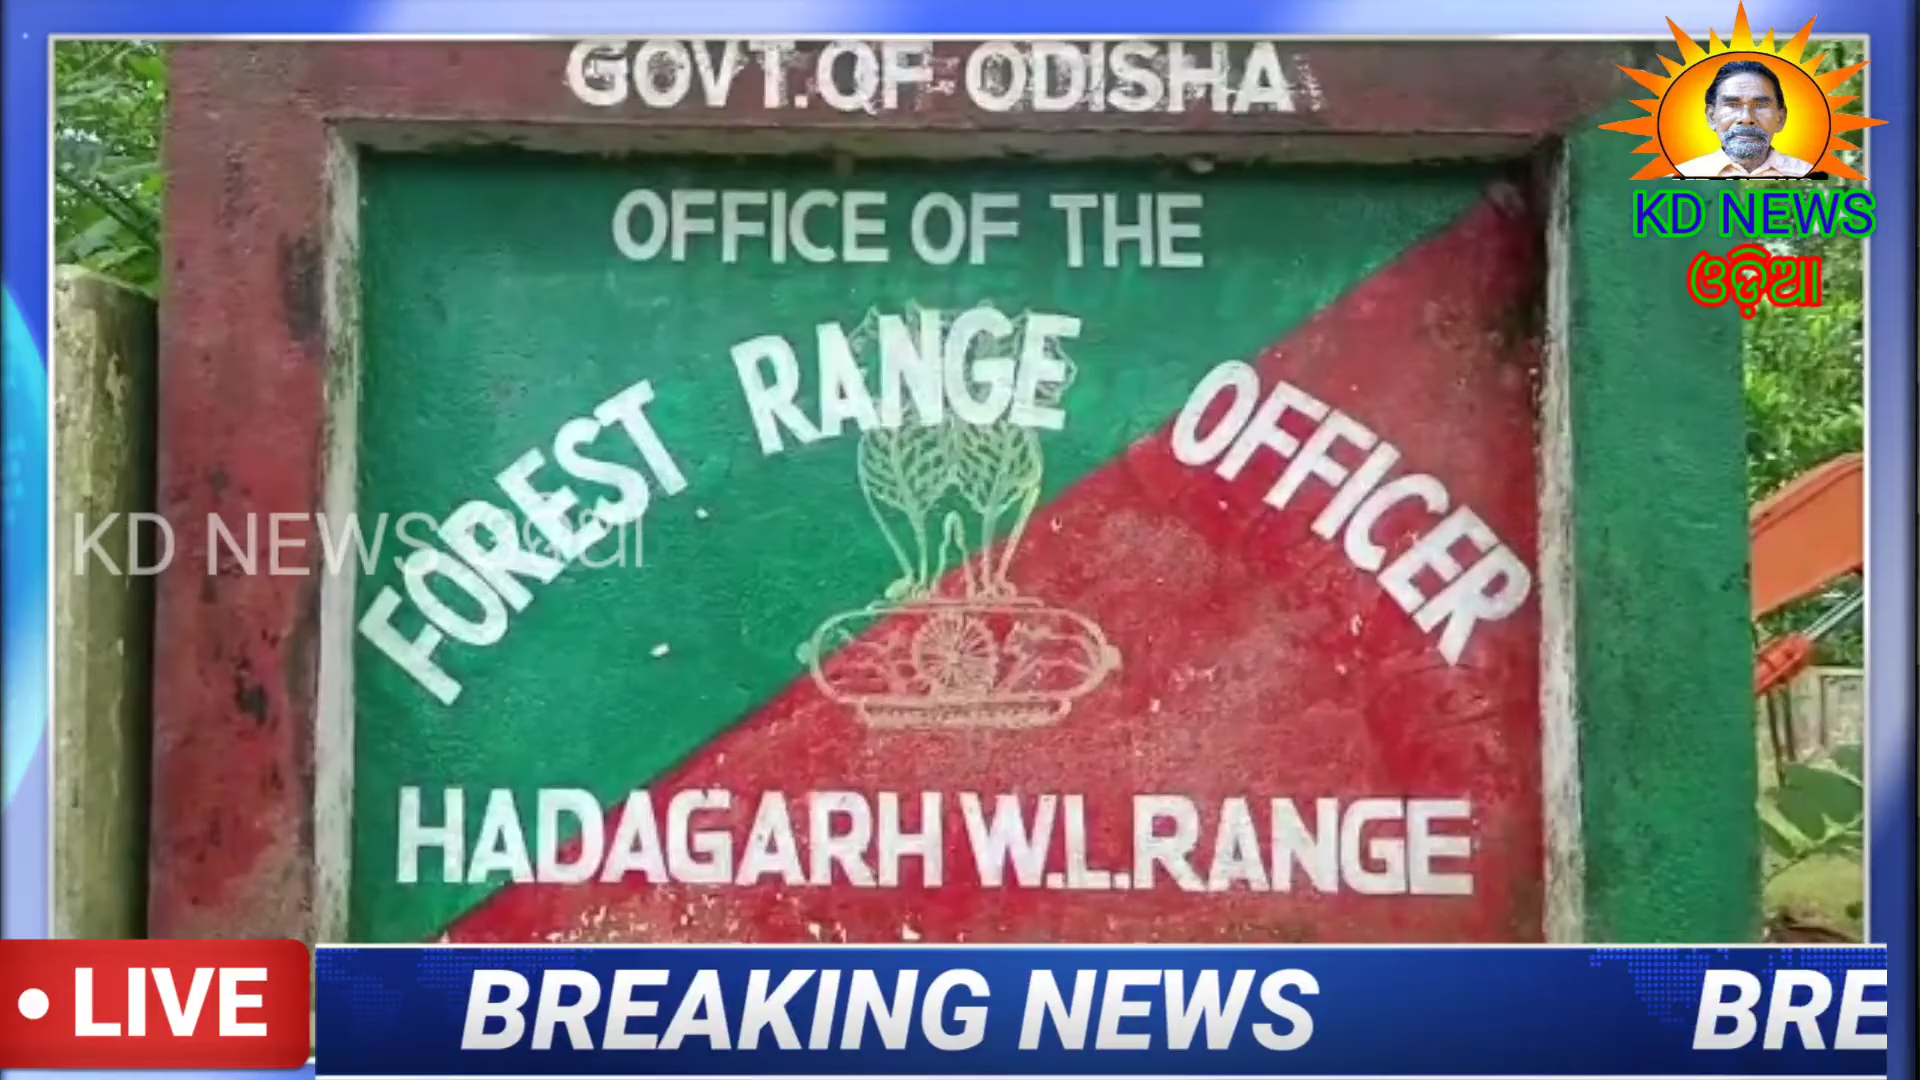 GOVT.OF ODISHA
OFFICE OF THE
FOREST RANGE OFFICER
HADAGARH W.L.RANGE
KD NEWS
ଓଡ଼ିଆ
KD NEWS
LIVE
BREAKING NEWS
BRE